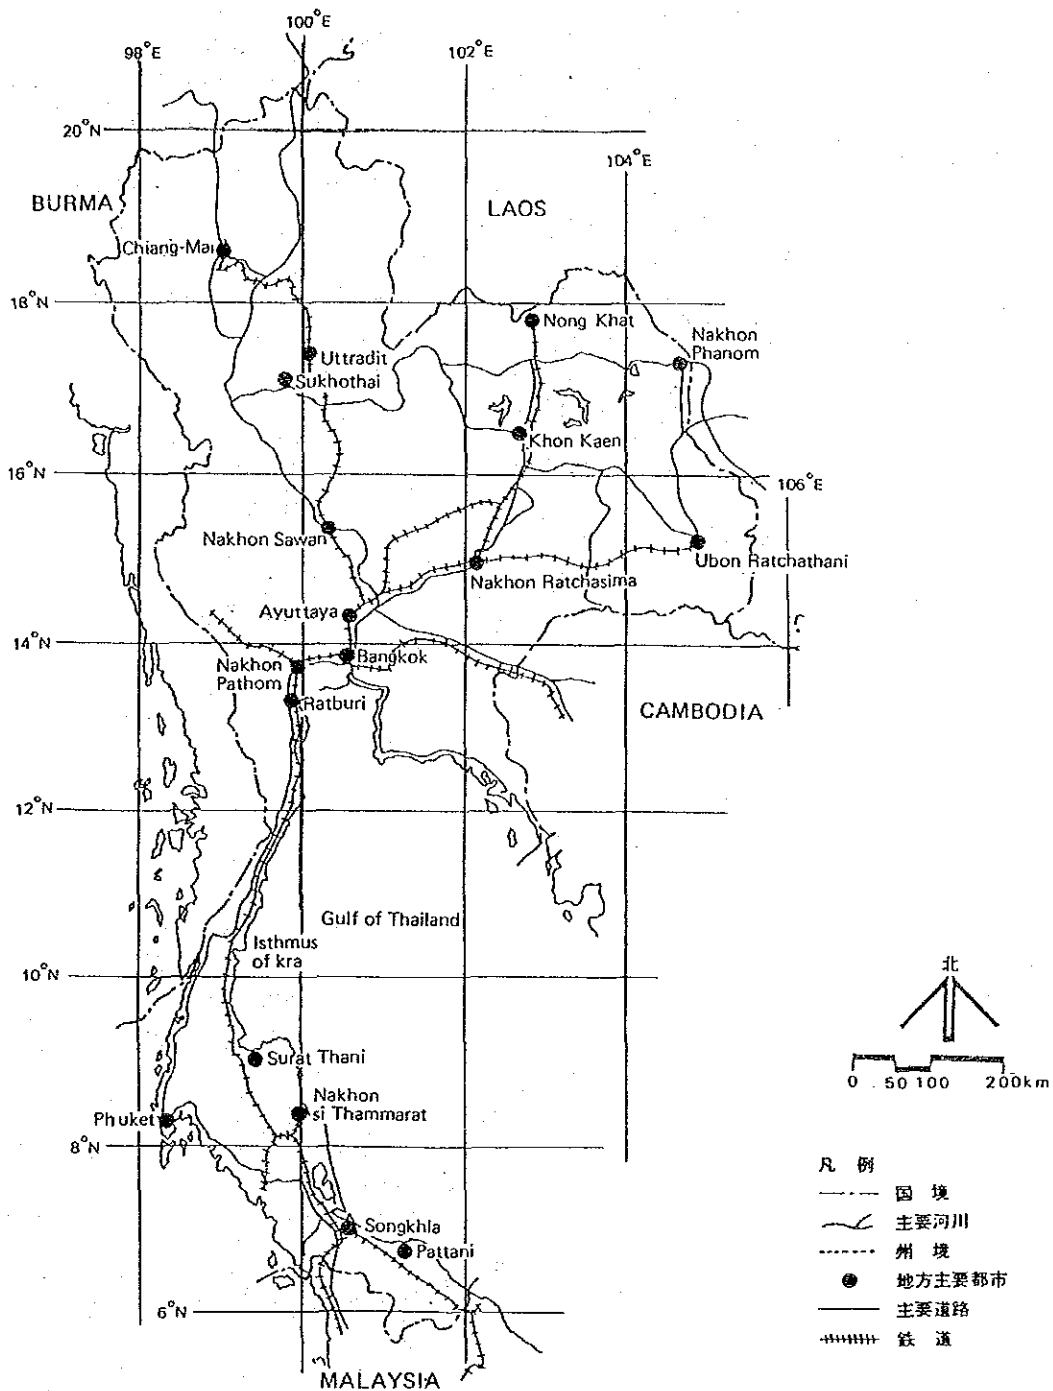 100°E
98°E
102°E
20°N
104°E
BURMA
LAOS
Chiang-Mai
18°N
Nong Khat
Nakhon
Phanom
Uttradit
Sukhothai
Khon Kaen
16°N
106°E
Nakhon Sawan
Ubon Ratchathani
Nakhon Ratchasima
Ayuttaya
14°N
Bangkok
Nakhon
Pathom
Ratburi
CAMBODIA
12°N
Gulf of Thailand
Isthmus
of kra
10°N
北
Surat Thani
0 50 100 200km
Nakhon
si Thammarat
Phuket
8°N
凡 例
国 境
Songkhla
主要河川
Pattani
州 境
地方主要都市
6°N
主要道路
鉄 道
MALAYSIA